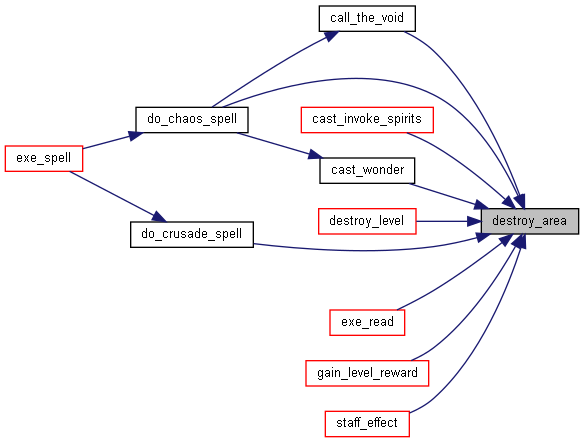 call_the_void
do_chaos_spell
cast_invoke_spirits
exe_spell
cast_wonder
destroy_level
destroy_area
do_crusade_spell
exe_read
gain_level_reward
staff_effect